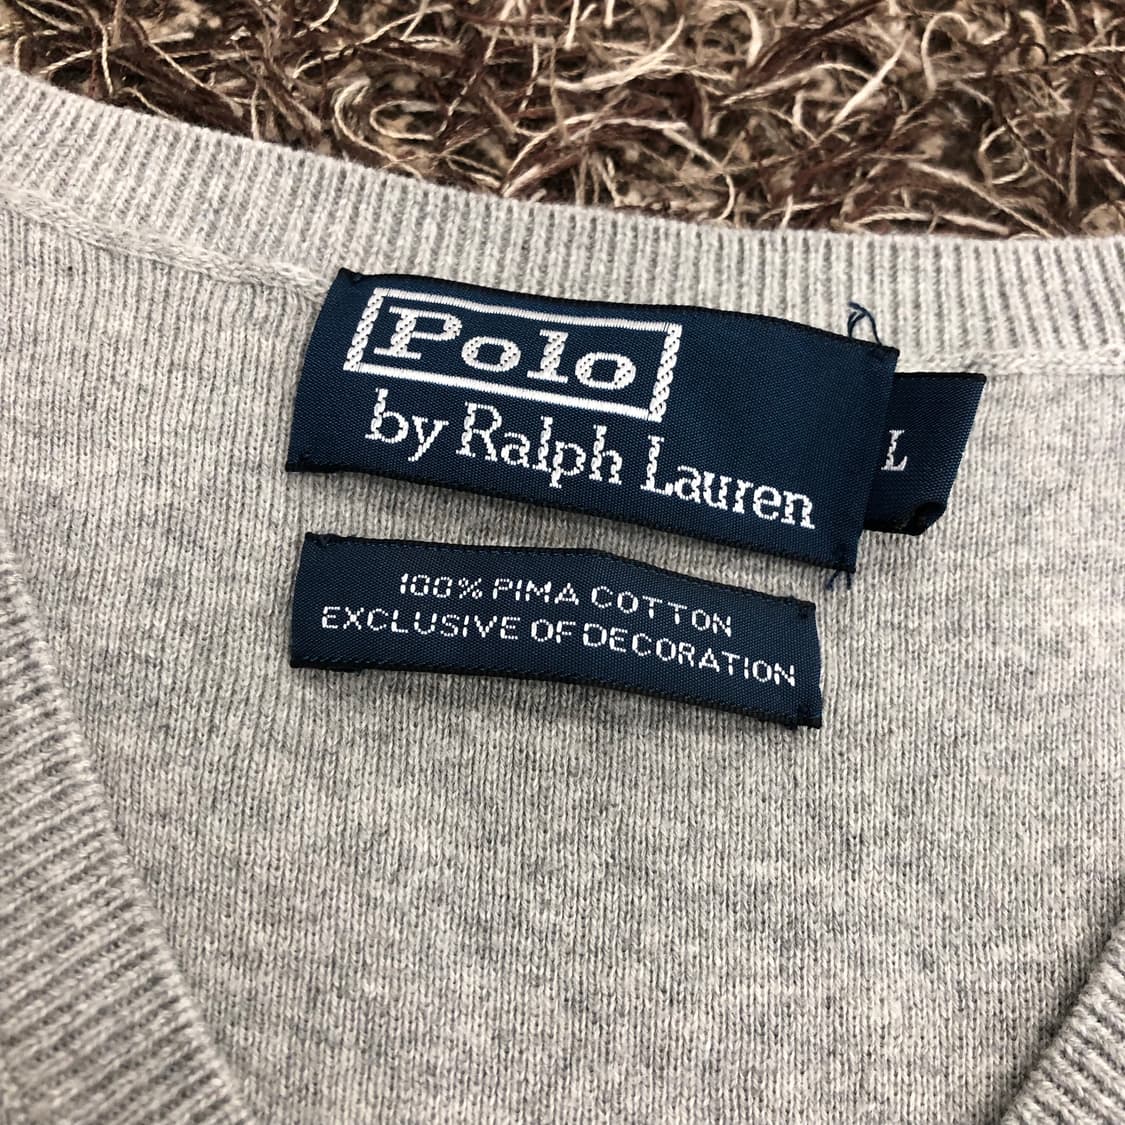 Polo
by Ralph Lauren
L
100% PIMA COTTON
EXCLUSIVE OF DECORATION